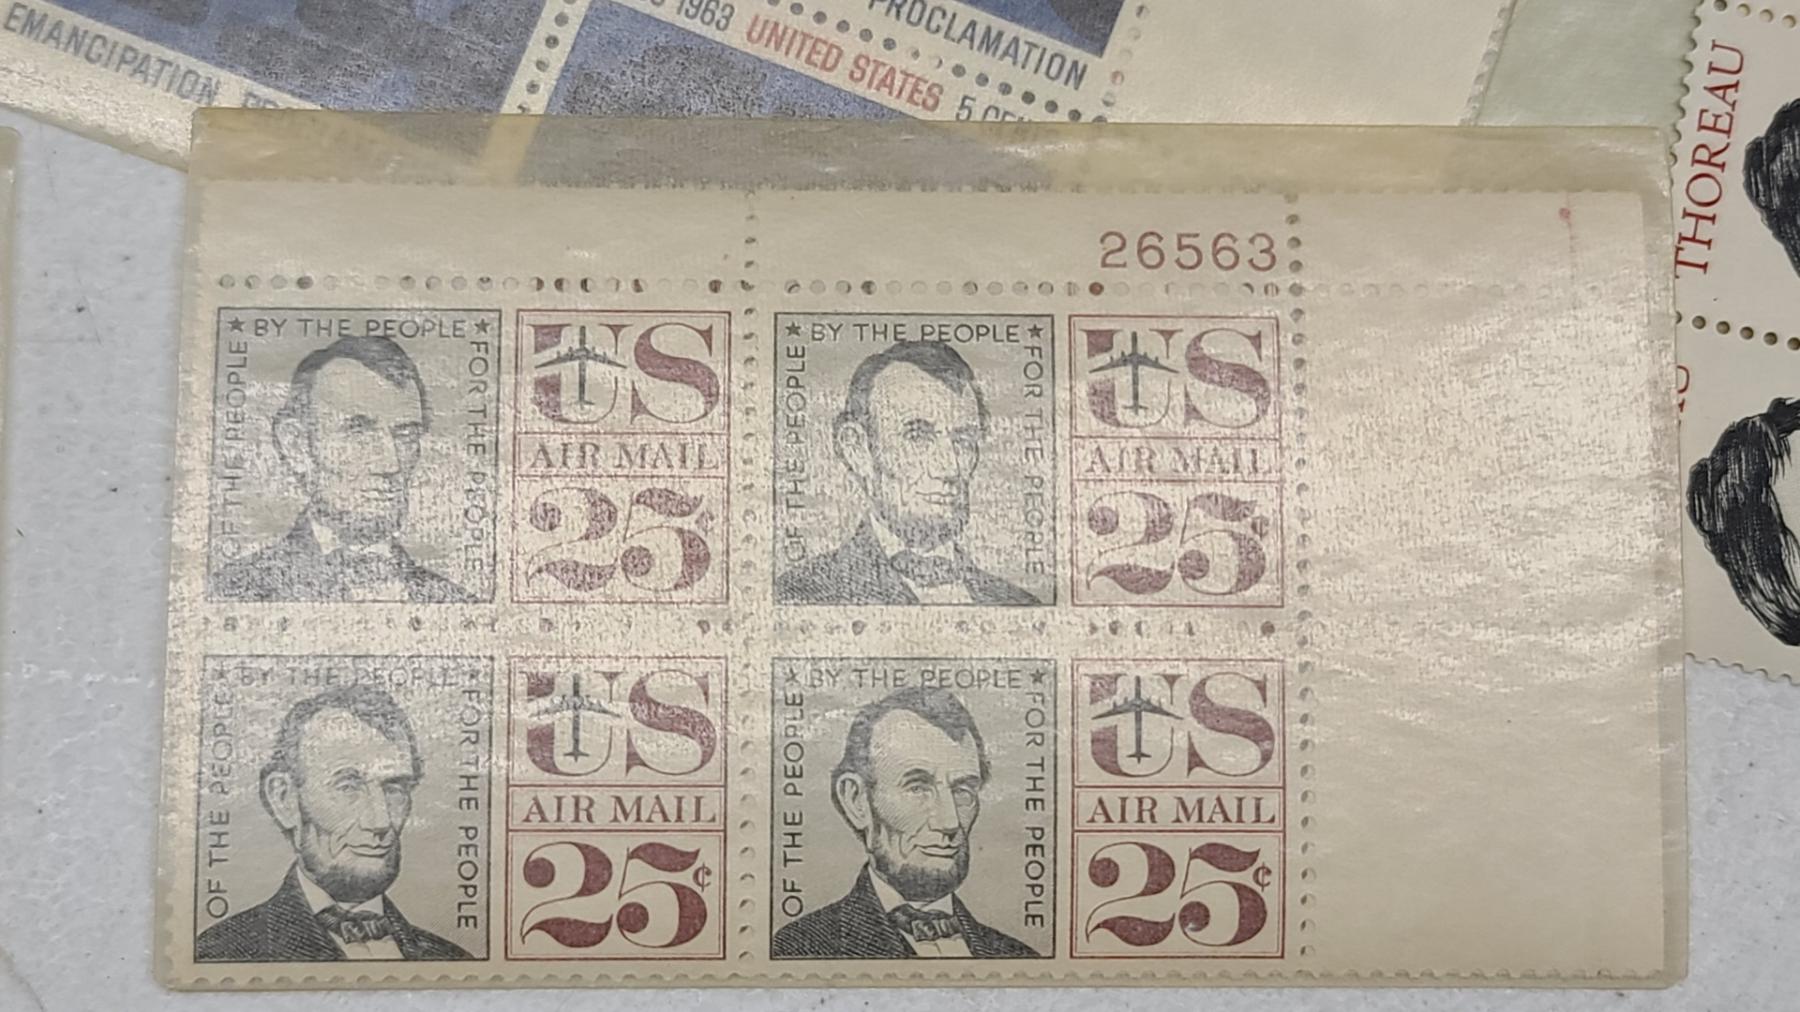 EMANCIPATION
1963 UNITED STATES
5 CENTS
PROCLAMATION
THOREAU
26563
★ BY THE PEOPLE ★
OF THE PEOPLE
FOR THE PEOPLE
US
AIR MAIL
25¢
★ BY THE PEOPLE ★
OF THE PEOPLE
FOR THE PEOPLE
US
AIR MAIL
25¢
★ BY THE PEOPLE ★
OF THE PEOPLE
FOR THE PEOPLE
US
AIR MAIL
25¢
★ BY THE PEOPLE ★
OF THE PEOPLE
FOR THE PEOPLE
US
AIR MAIL
25¢